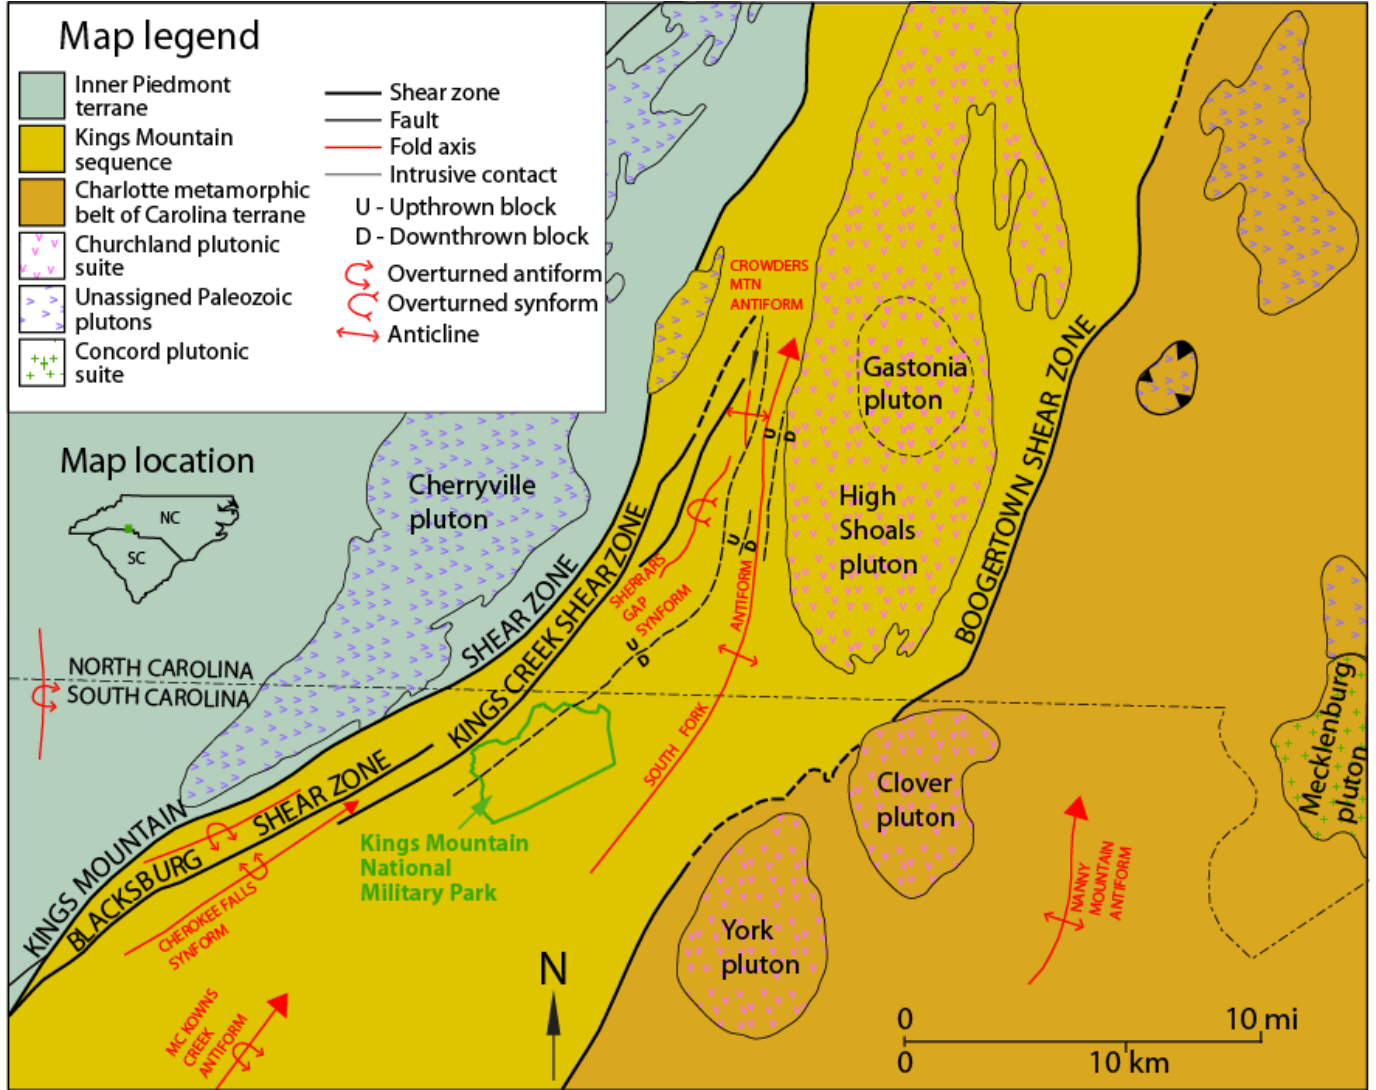 Map legend
Inner Piedmont
terrane
Kings Mountain
sequence
Charlotte metamorphic
belt of Carolina terrane
Churchland plutonic
suite
Unassigned Paleozoic
plutons
Concord plutonic
suite
Shear zone
Fault
Fold axis
Intrusive contact
U - Upthrown block
D - Downthrown block
Overturned antiform
Overturned synform
Anticline
Map location
NC
SC
NORTH CAROLINA
SOUTH CAROLINA
Cherryville
pluton
CROWDERS
MTN
ANTIFORM
Gastonia
pluton
High
Shoals
pluton
BOOGERTOWN SHEAR ZONE
U
D
U
D
U
D
SHERRARS
GAP
SYNFORM
SOUTH FORK ANTIFORM
KINGS MOUNTAIN SHEAR ZONE
KINGS CREEK SHEAR ZONE
BLACKSBURG SHEAR ZONE
CHEROKEE FALLS
SYNFORM
MC KOWNS
CREEK
ANTIFORM
Kings Mountain
National
Military Park
Clover
pluton
York
pluton
Mecklenburg
pluton
NANNY
MOUNTAIN
ANTIFORM
N
0 10 mi
0 10 km